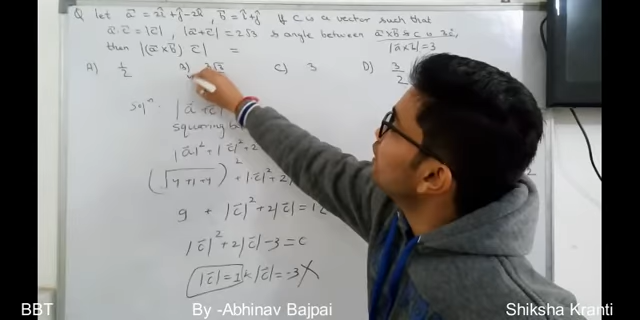 Q let a⃗ = 2î + ĵ - 2k̂, b⃗ = î + ĵ If C is a vector such that
a⃗ . c⃗ = |c⃗|, |a⃗ + c⃗| = 2√3 & angle between a⃗×b⃗ & c⃗ is 30°,
then |(a⃗×b⃗) c⃗| = |a⃗×b⃗| = 3
A) 1/2 C) 3 D) 3/2
Solⁿ. |a⃗ + c⃗|
squaring
|a⃗|² + |c⃗|² + 2
(√4+1+4)² + |c⃗|² + 2
9 + |c⃗|² + 2|c⃗| = 12
|c⃗|² + 2|c⃗| - 3 = 0
|c⃗| = 1 |c⃗| = -3 X
BBT By -Abhinav Bajpai Shiksha Kranti